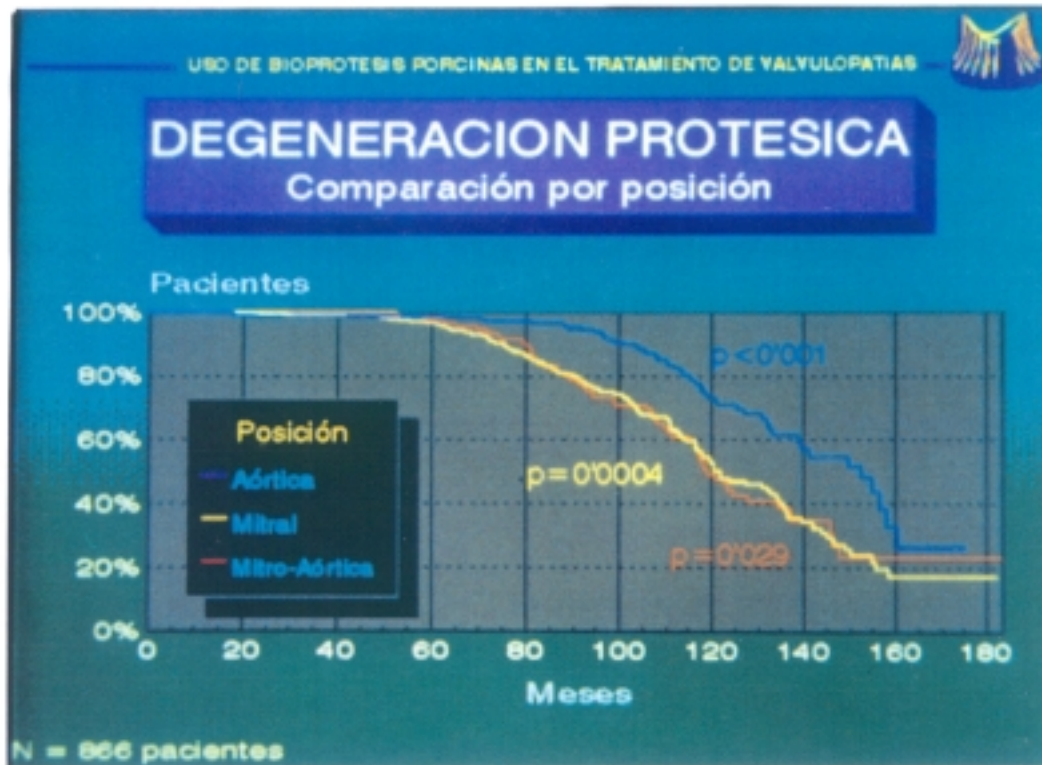 USO DE BIOPROTESIS PORCINAS EN EL TRATAMIENTO DE VALVULOPATIAS
DEGENERACION PROTESICA
Comparación por posición
Pacientes
100%
80%
60%
40%
20%
0%
p<0'001
p=0'0004
p=0'029
Posición
Aórtica
Mitral
Mitro-Aórtica
0 20 40 60 80 100 120 140 160 180
Meses
N = 866 pacientes